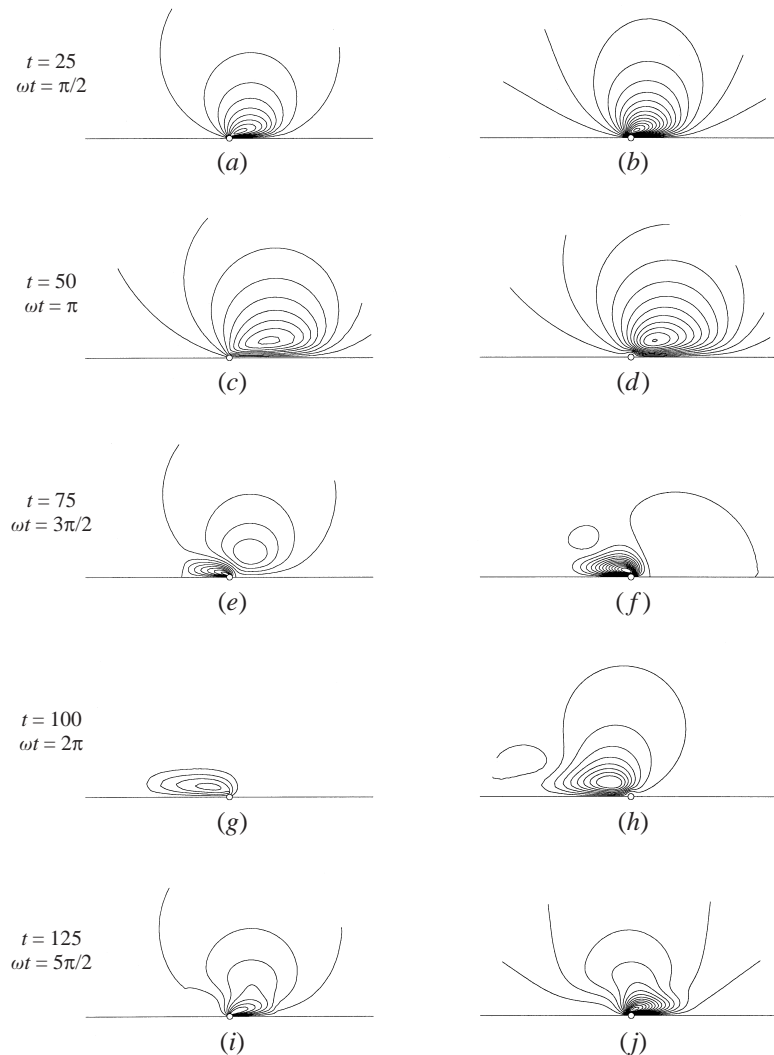 t = 25
ωt = π/2
(a) (b)
t = 50
ωt = π
(c) (d)
t = 75
ωt = 3π/2
(e) (f)
t = 100
ωt = 2π
(g) (h)
t = 125
ωt = 5π/2
(i) (j)